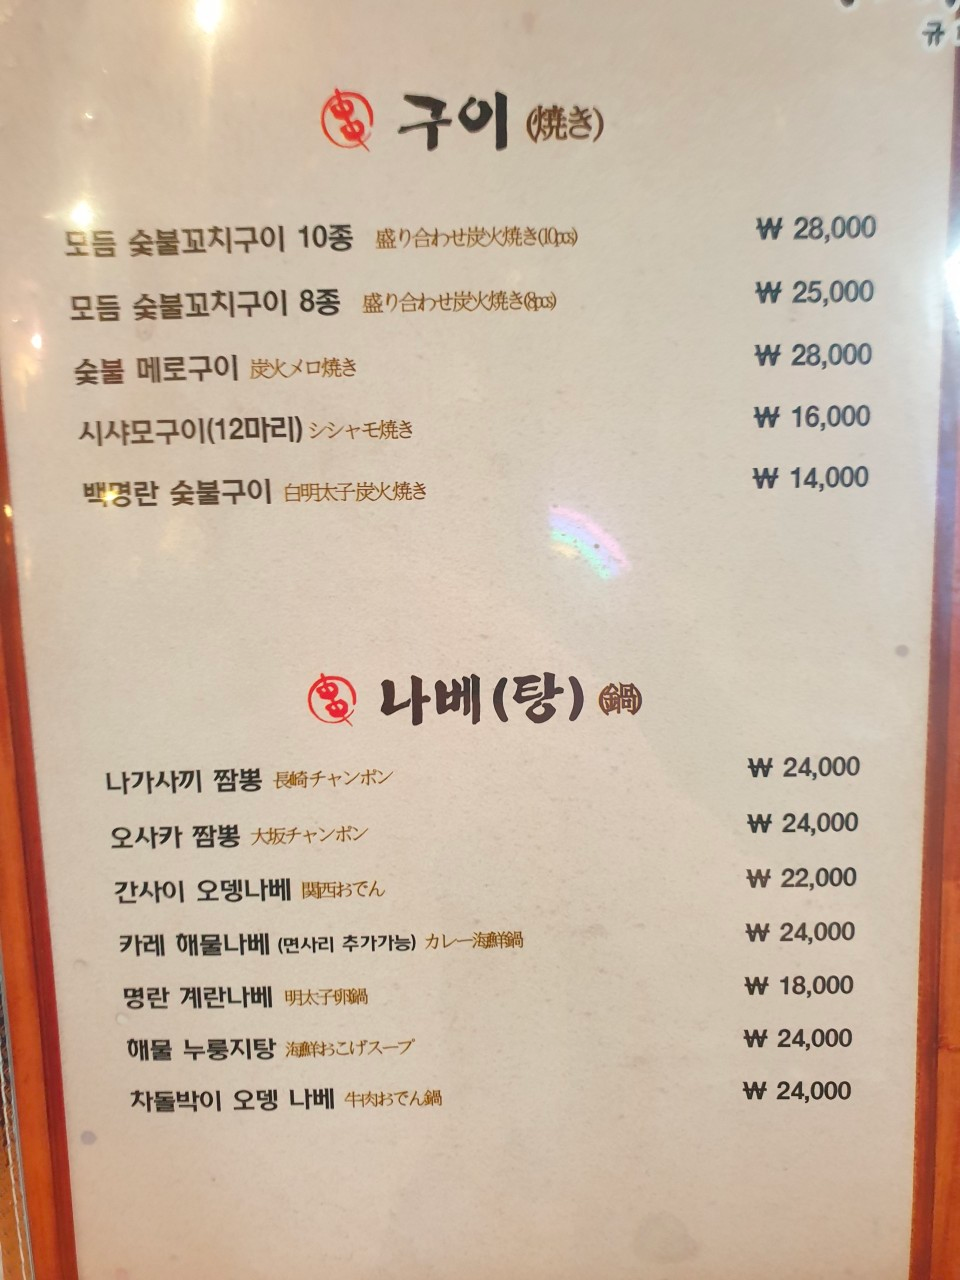 규
串 구이 (焼き)
모듬 숯불꼬치구이 10종 盛り合わせ炭火焼き(10pcs) ₩ 28,000
모듬 숯불꼬치구이 8종 盛り合わせ炭火焼き(8pcs) ₩ 25,000
숯불 메로구이 炭火メロ焼き ₩ 28,000
시샤모구이(12마리) シシャモ焼き ₩ 16,000
백명란 숯불구이 白明太子炭火焼き ₩ 14,000
串 나베(탕) (鍋)
나가사끼 짬뽕 長崎チャンポン ₩ 24,000
오사카 짬뽕 大坂チャンポン ₩ 24,000
간사이 오뎅나베 関西おでん ₩ 22,000
카레 해물나베 (면사리 추가가능) カレー海鮮鍋 ₩ 24,000
명란 계란나베 明太子卵鍋 ₩ 18,000
해물 누룽지탕 海鮮おこげスープ ₩ 24,000
차돌박이 오뎅 나베 牛肉おでん鍋 ₩ 24,000